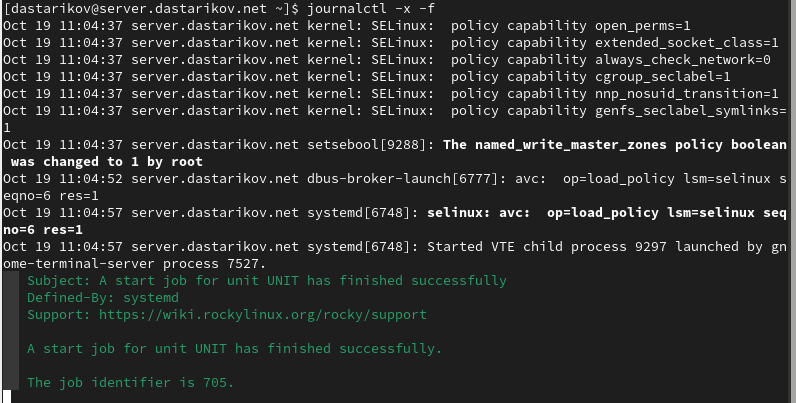 [dastarikov@server.dastarikov.net ~]$ journalctl -x -f
Oct 19 11:04:37 server.dastarikov.net kernel: SELinux:  policy capability open_perms=1
Oct 19 11:04:37 server.dastarikov.net kernel: SELinux:  policy capability extended_socket_class=1
Oct 19 11:04:37 server.dastarikov.net kernel: SELinux:  policy capability always_check_network=0
Oct 19 11:04:37 server.dastarikov.net kernel: SELinux:  policy capability cgroup_seclabel=1
Oct 19 11:04:37 server.dastarikov.net kernel: SELinux:  policy capability nnp_nosuid_transition=1
Oct 19 11:04:37 server.dastarikov.net kernel: SELinux:  policy capability genfs_seclabel_symlinks=
1
Oct 19 11:04:37 server.dastarikov.net setsebool[9288]: The named_write_master_zones policy boolean
 was changed to 1 by root
Oct 19 11:04:52 server.dastarikov.net dbus-broker-launch[6777]: avc:  op=load_policy lsm=selinux s
eqno=6 res=1
Oct 19 11:04:57 server.dastarikov.net systemd[6748]: selinux: avc:  op=load_policy lsm=selinux seq
no=6 res=1
Oct 19 11:04:57 server.dastarikov.net systemd[6748]: Started VTE child process 9297 launched by gn
ome-terminal-server process 7527.
Subject: A start job for unit UNIT has finished successfully
Defined-By: systemd
Support: https://wiki.rockylinux.org/rocky/support
A start job for unit UNIT has finished successfully.
The job identifier is 705.